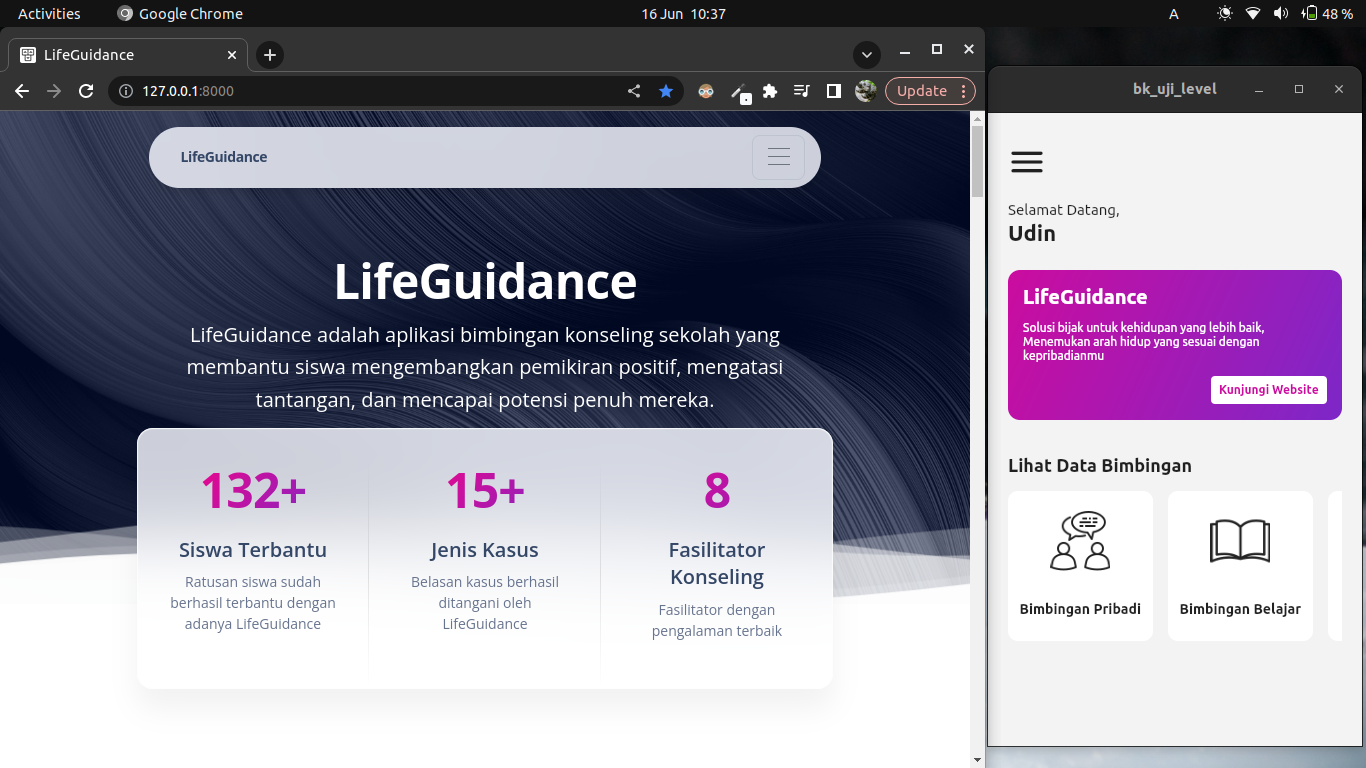 Activities
Google Chrome
16 Jun 10:37
A
48 %
LifeGuidance
127.0.0.1:8000
Update
LifeGuidance
LifeGuidance
LifeGuidance adalah aplikasi bimbingan konseling sekolah yang
membantu siswa mengembangkan pemikiran positif, mengatasi
tantangan, dan mencapai potensi penuh mereka.
132+
Siswa Terbantu
Ratusan siswa sudah
berhasil terbantu dengan
adanya LifeGuidance
15+
Jenis Kasus
Belasan kasus berhasil
ditangani oleh
LifeGuidance
8
Fasilitator
Konseling
Fasilitator dengan
pengalaman terbaik
bk_uji_level
Selamat Datang,
Udin
LifeGuidance
Solusi bijak untuk kehidupan yang lebih baik,
Menemukan arah hidup yang sesuai dengan
kepribadianmu
Kunjungi Website
Lihat Data Bimbingan
Bimbingan Pribadi
Bimbingan Belajar